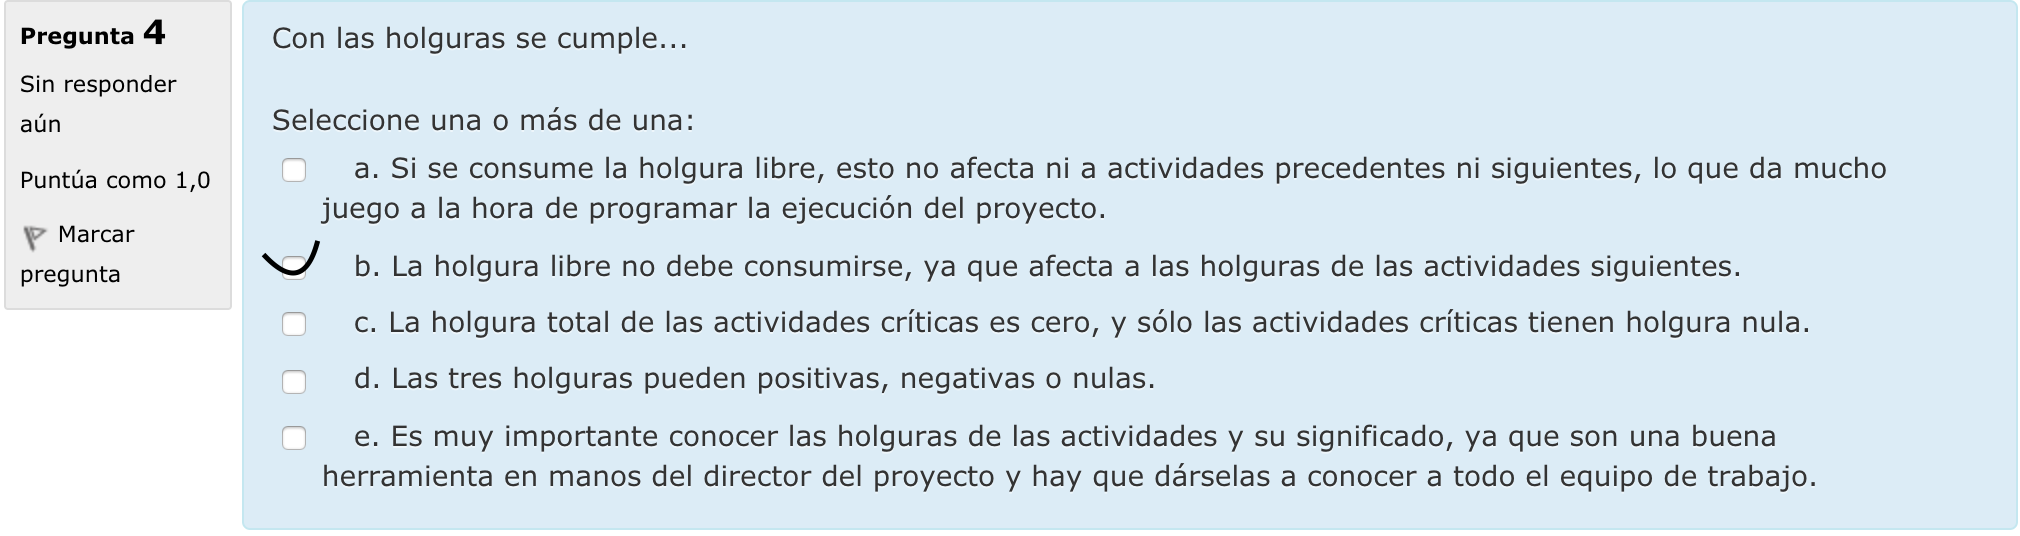 Pregunta 4
Sin responder
aún
Puntúa como 1,0
Marcar
pregunta
Con las holguras se cumple...
Seleccione una o más de una:
a. Si se consume la holgura libre, esto no afecta ni a actividades precedentes ni siguientes, lo que da mucho
juego a la hora de programar la ejecución del proyecto.
b. La holgura libre no debe consumirse, ya que afecta a las holguras de las actividades siguientes.
c. La holgura total de las actividades críticas es cero, y sólo las actividades críticas tienen holgura nula.
d. Las tres holguras pueden positivas, negativas o nulas.
e. Es muy importante conocer las holguras de las actividades y su significado, ya que son una buena
herramienta en manos del director del proyecto y hay que dárselas a conocer a todo el equipo de trabajo.